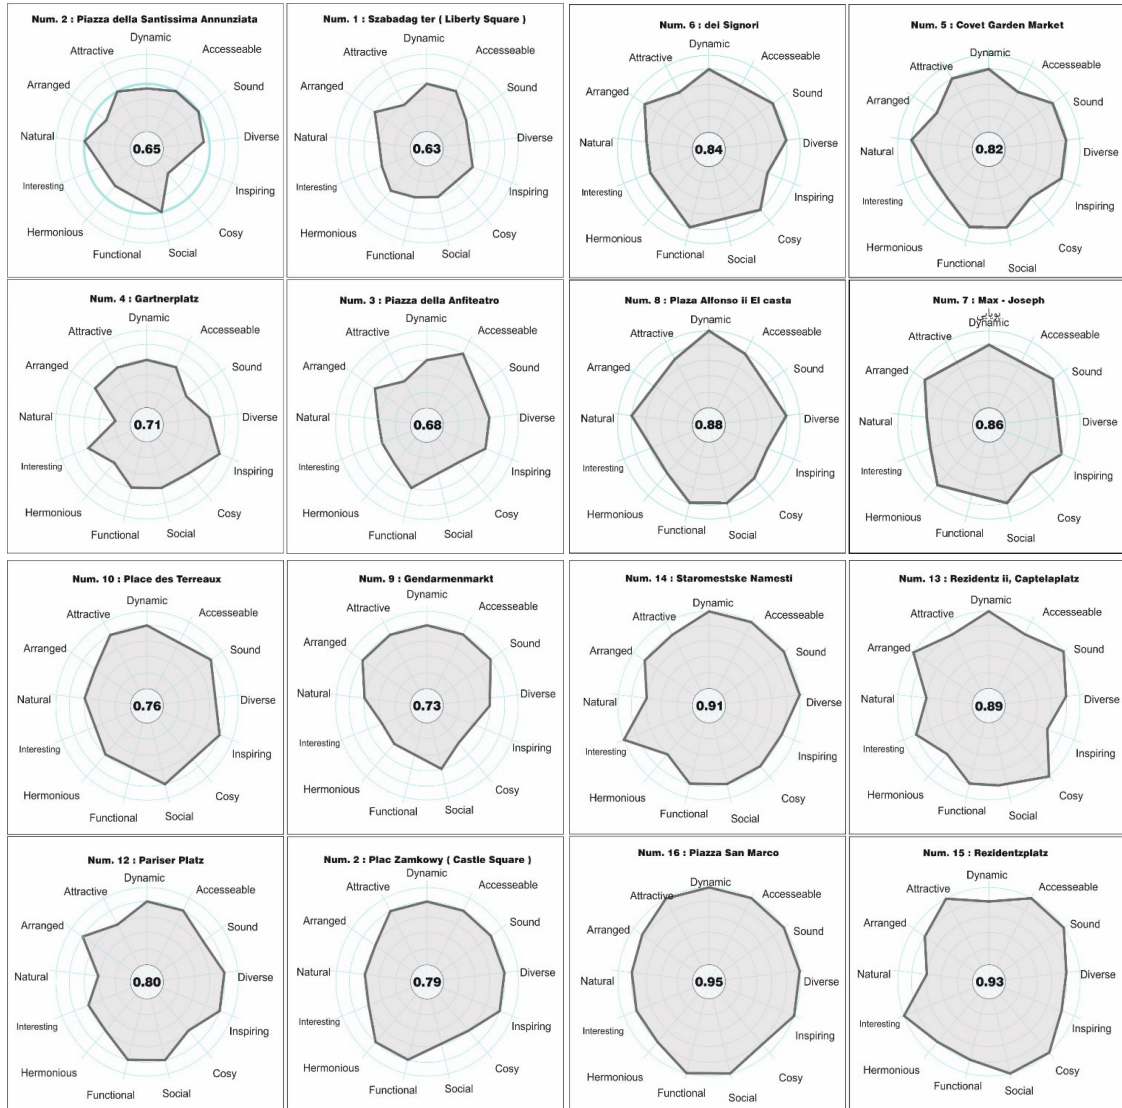 Num. 2 : Piazza della Santissima Annunziata
Dynamic
Attractive
Accesseable
Arranged
Sound
Natural
Diverse
0.65
Interesting
Inspiring
Hermonious
Cosy
Functional
Social
Num. 1 : Szabadag ter ( Liberty Square )
Dynamic
Attractive
Accesseable
Arranged
Sound
Natural
Diverse
0.63
Interesting
Inspiring
Hermonious
Cosy
Functional
Social
Num. 6 : dei Signori
Dynamic
Attractive
Accesseable
Arranged
Sound
Natural
Diverse
0.84
Interesting
Inspiring
Hermonious
Cosy
Functional
Social
Num. 5 : Covet Garden Market
Dynamic
Attractive
Accesseable
Arranged
Sound
Natural
Diverse
0.82
Interesting
Inspiring
Hermonious
Cosy
Functional
Social
Num. 4 : Gartnerplatz
Dynamic
Attractive
Accesseable
Arranged
Sound
Natural
Diverse
0.71
Interesting
Inspiring
Hermonious
Cosy
Functional
Social
Num. 3 : Piazza della Anfiteatro
Dynamic
Attractive
Accesseable
Arranged
Sound
Natural
Diverse
0.68
Interesting
Inspiring
Hermonious
Cosy
Functional
Social
Num. 8 : Plaza Alfonso ii El casta
Dynamic
Attractive
Accesseable
Arranged
Sound
Natural
Diverse
0.88
Interesting
Inspiring
Hermonious
Cosy
Functional
Social
Num. 7 : Max - Joseph
پویایی
Dynamic
Attractive
Accesseable
Arranged
Sound
Natural
Diverse
0.86
Interesting
Inspiring
Hermonious
Cosy
Functional
Social
Num. 10 : Place des Terreaux
Dynamic
Attractive
Accesseable
Arranged
Sound
Natural
Diverse
0.76
Interesting
Inspiring
Hermonious
Cosy
Functional
Social
Num. 9 : Gendarmenmarkt
Dynamic
Attractive
Accesseable
Arranged
Sound
Natural
Diverse
0.73
Interesting
Inspiring
Hermonious
Cosy
Functional
Social
Num. 14 : Staromestske Namesti
Dynamic
Attractive
Accesseable
Arranged
Sound
Natural
Diverse
0.91
Interesting
Inspiring
Hermonious
Cosy
Functional
Social
Num. 13 : Rezidentz ii, Captelaplatz
Dynamic
Attractive
Accesseable
Arranged
Sound
Natural
Diverse
0.89
Interesting
Inspiring
Hermonious
Cosy
Functional
Social
Num. 12 : Pariser Platz
Dynamic
Attractive
Accesseable
Arranged
Sound
Natural
Diverse
0.80
Interesting
Inspiring
Hermonious
Cosy
Functional
Social
Num. 2 : Plac Zamkowy ( Castle Square )
Dynamic
Attractive
Accesseable
Arranged
Sound
Natural
Diverse
0.79
Interesting
Inspiring
Hermonious
Cosy
Functional
Social
Num. 16 : Piazza San Marco
Dynamic
Attractive
Accesseable
Arranged
Sound
Natural
Diverse
0.95
Interesting
Inspiring
Hermonious
Cosy
Functional
Social
Num. 15 : Rezidentzplatz
Dynamic
Attractive
Accesseable
Arranged
Sound
Natural
Diverse
0.93
Interesting
Inspiring
Hermonious
Cosy
Functional
Social